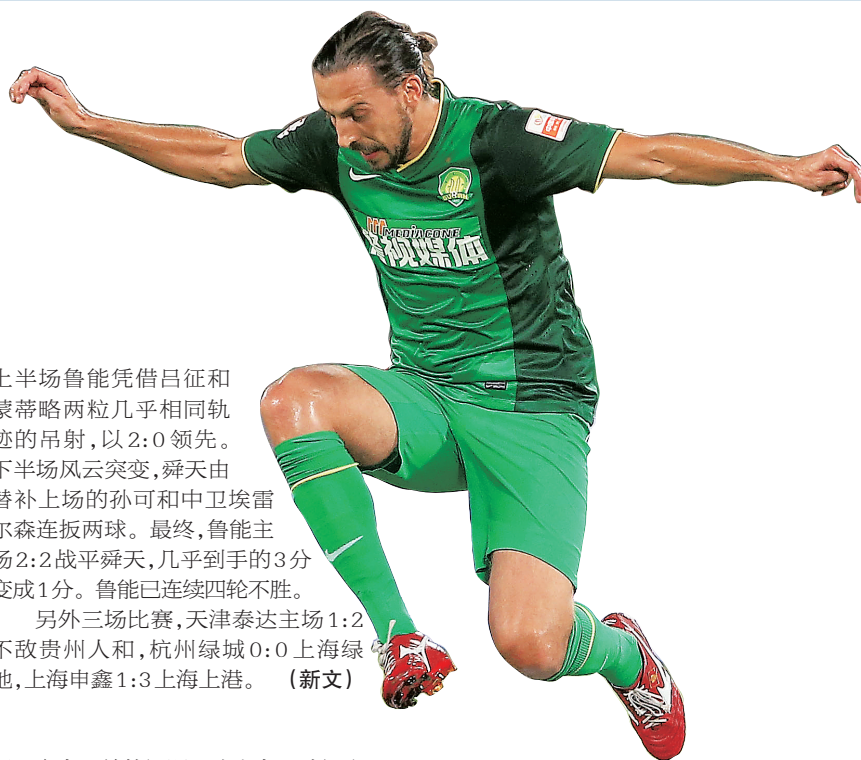 MEDIACONE
视媒体
上半场鲁能凭借吕征和
蒙蒂略两粒几乎相同轨
迹的吊射,以2:0领先。
下半场风云突变,舜天由
替补上场的孙可和中卫埃雷
尔森连扳两球。最终,鲁能主
场2:2战平舜天,几乎到手的3分
变成1分。鲁能已连续四轮不胜。
另外三场比赛,天津泰达主场1:2
不敌贵州人和,杭州绿城0:0上海绿
地,上海申鑫1:3上海上港。 (新文)